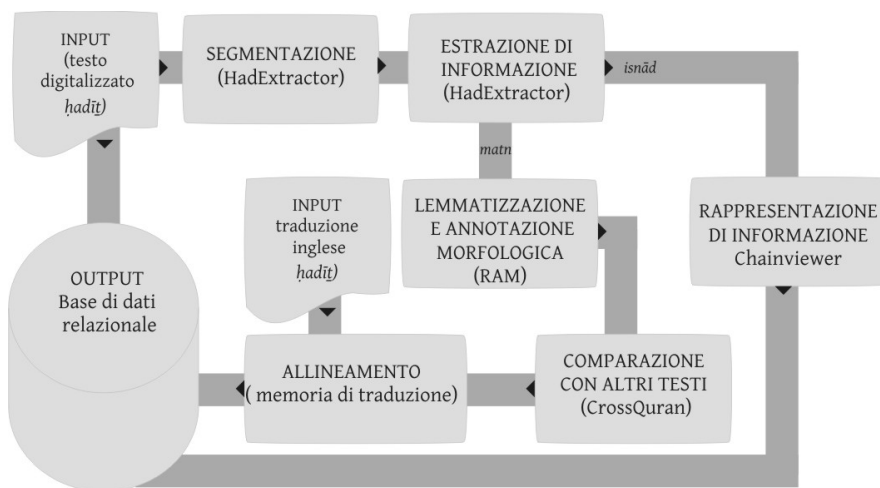 INPUT
(testo
digitalizzato
ḥadīṯ)
SEGMENTAZIONE
(HadExtractor)
ESTRAZIONE DI
INFORMAZIONE
(HadExtractor)
isnād
matn
INPUT
traduzione
inglese
ḥadīṯ)
LEMMATIZZAZIONE
E ANNOTAZIONE
MORFOLOGICA
(RAM)
RAPPRESENTAZIONE
DI INFORMAZIONE
Chainviewer
OUTPUT
Base di dati
relazionale
ALLINEAMENTO
( memoria di traduzione)
COMPARAZIONE
CON ALTRI TESTI
(CrossQuran)